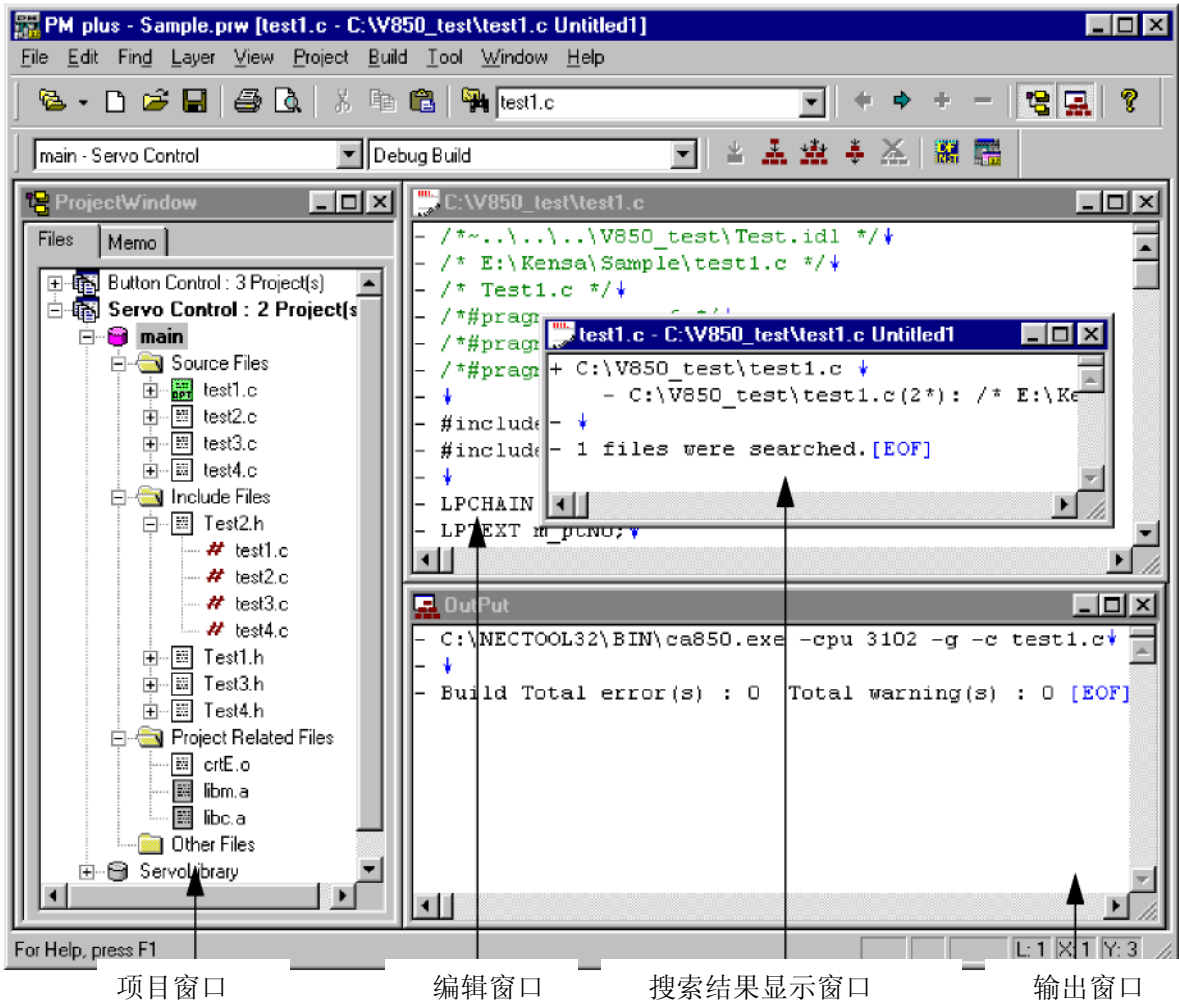 PM plus - Sample.prw [test1.c - C:\V850_test\test1.c Untitled1]
File Edit Find Layer View Project Build Tool Window Help
test1.c
main - Servo Control
Debug Build
ProjectWindow
Files Memo
Button Control : 3 Project(s)
Servo Control : 2 Project(s
main
Source Files
test1.c
test2.c
test3.c
test4.c
Include Files
Test2.h
# test1.c
# test2.c
# test3.c
# test4.c
Test1.h
Test3.h
Test4.h
Project Related Files
crtE.o
libm.a
libc.a
Other Files
ServoLibrary
C:\V850_test\test1.c
- /*~..\..\..\V850_test\Test.idl */↓
- /* E:\Kensa\Sample\test1.c */↓
- /* Test1.c */↓
- /*#pragm
- /*#pragm
- /*#pragm
- ↓
- #include
- #include
- ↓
- LPCHAIN
- LPTEXT m_ptNO;↓
test1.c - C:\V850_test\test1.c Untitled1
+ C:\V850_test\test1.c ↓
- C:\V850_test\test1.c(2*): /* E:\Ke
- ↓
- 1 files were searched.[EOF]
OutPut
- C:\NECTOOL32\BIN\ca850.exe -cpu 3102 -g -c test1.c↓
- ↓
- Build Total error(s) : 0 Total warning(s) : 0 [EOF]
For Help, press F1
L: 1 X: 1 Y: 3
项目窗口 编辑窗口 搜索结果显示窗口 输出窗口